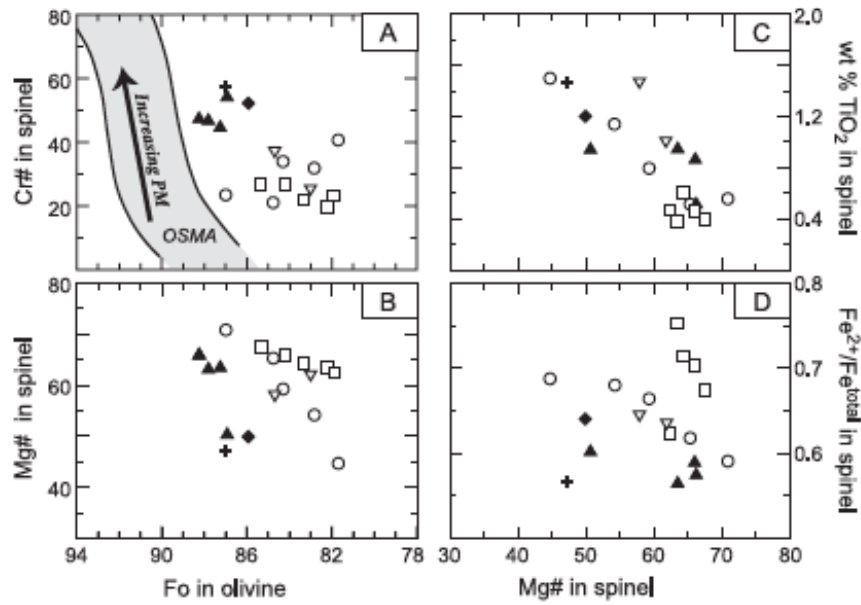 80
60
40
20
Cr# in spinel
A
Increasing PM
OSMA
C
2.0
1.2
0.4
wt % TiO2 in spinel
80
60
40
Mg# in spinel
B
94
90
86
82
78
Fo in olivine
D
0.8
0.7
0.6
Fe2+/Fetotal in spinel
30
40
50
60
70
80
Mg# in spinel